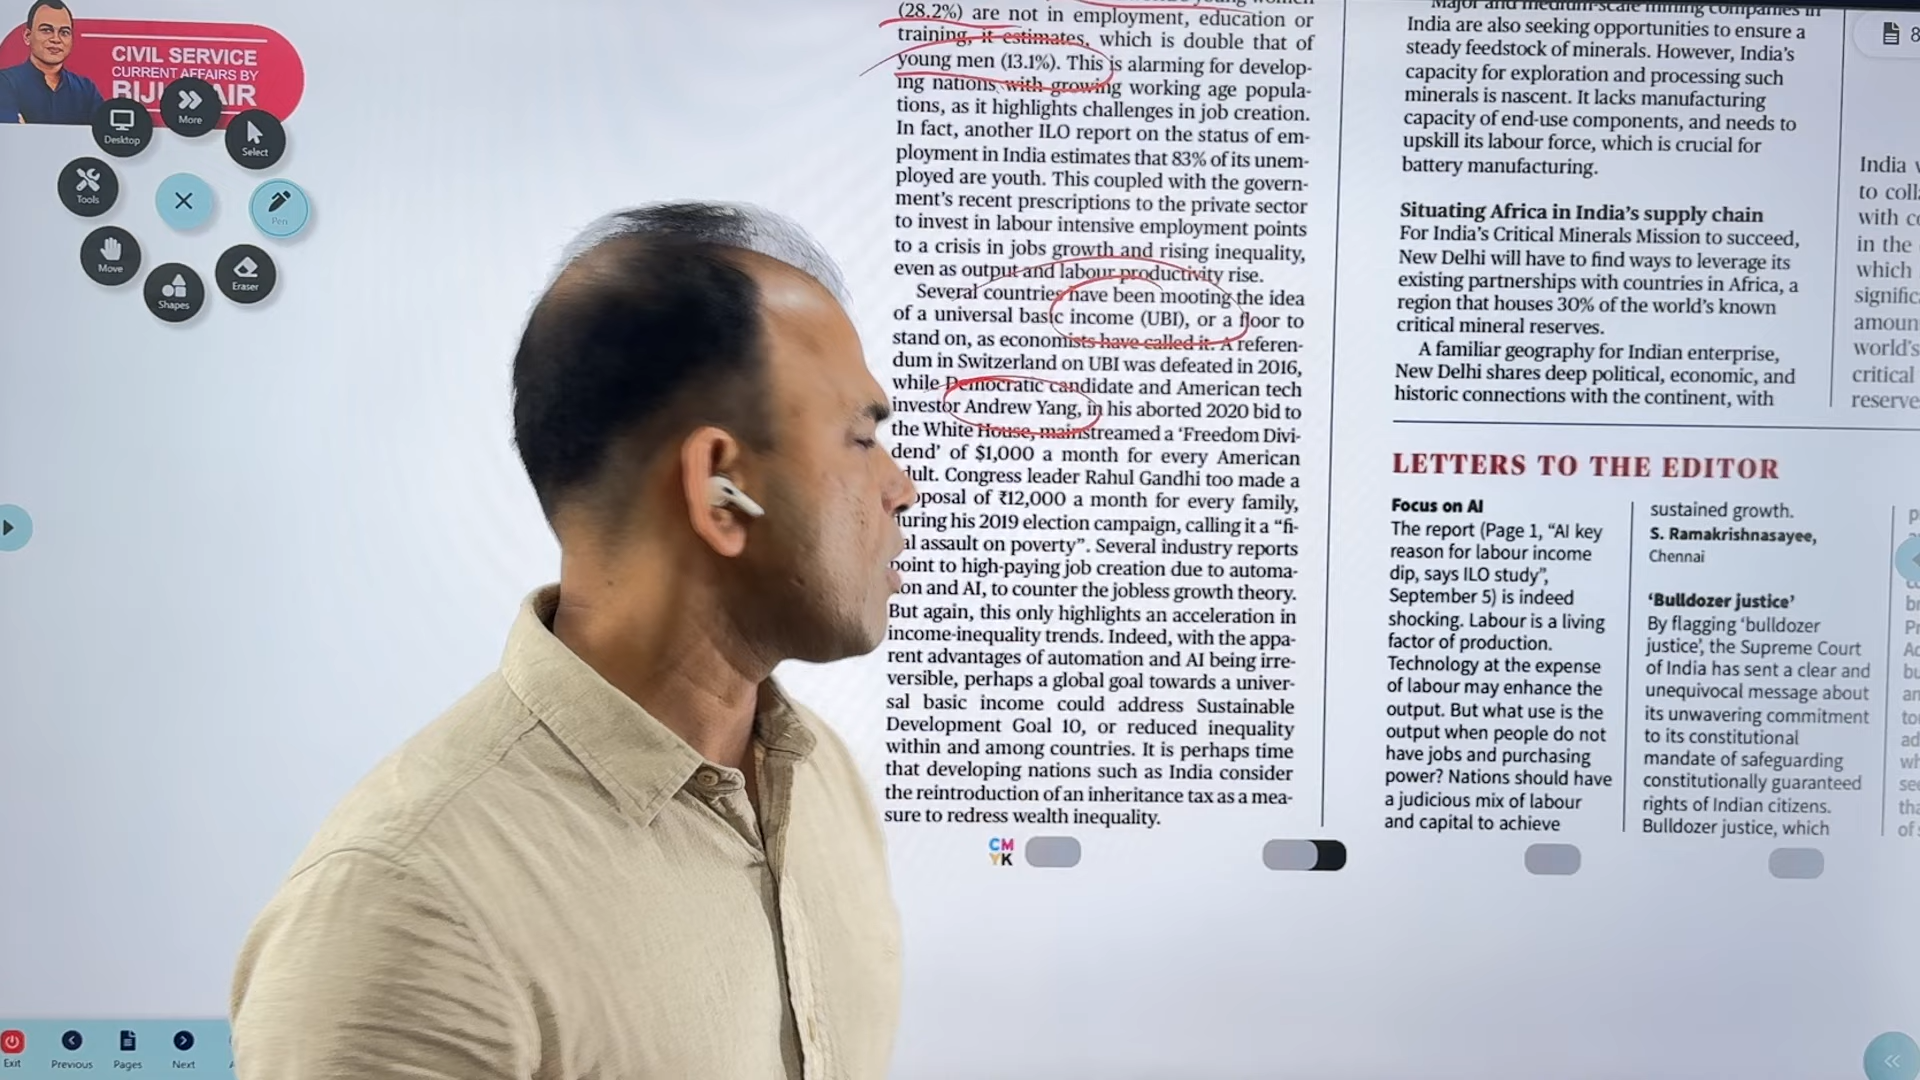 CIVIL SERVICE
CURRENT AFFAIRS BY
More
Desktop
Select
Tools
Pen
Move
Eraser
Shapes
(28.2%) are not in employment, education or
training, it estimates, which is double that of
young men (13.1%). This is alarming for develop-
ing nations with growing working age popula-
tions, as it highlights challenges in job creation.
In fact, another ILO report on the status of em-
ployment in India estimates that 83% of its unem-
ployed are youth. This coupled with the govern-
ment’s recent prescriptions to the private sector
to invest in labour intensive employment points
to a crisis in jobs growth and rising inequality,
even as output and labour productivity rise.
Several countries have been mooting the idea
of a universal basic income (UBI), or a floor to
stand on, as economists have called it. A referen-
dum in Switzerland on UBI was defeated in 2016,
while Democratic candidate and American tech
investor Andrew Yang, in his aborted 2020 bid to
the White House, mainstreamed a ‘Freedom Divi-
dend’ of $1,000 a month for every American
dult. Congress leader Rahul Gandhi too made a
oposal of ₹12,000 a month for every family,
during his 2019 election campaign, calling it a “fi-
al assault on poverty”. Several industry reports
point to high-paying job creation due to automa-
on and AI, to counter the jobless growth theory.
But again, this only highlights an acceleration in
income-inequality trends. Indeed, with the appa-
rent advantages of automation and AI being irre-
versible, perhaps a global goal towards a univer-
sal basic income could address Sustainable
Development Goal 10, or reduced inequality
within and among countries. It is perhaps time
that developing nations such as India consider
the reintroduction of an inheritance tax as a mea-
sure to redress wealth inequality.
CM
YK
Major and medium-scale mining companies in
India are also seeking opportunities to ensure a
steady feedstock of minerals. However, India’s
capacity for exploration and processing such
minerals is nascent. It lacks manufacturing
capacity of end-use components, and needs to
upskill its labour force, which is crucial for
battery manufacturing.
Situating Africa in India’s supply chain
For India’s Critical Minerals Mission to succeed,
New Delhi will have to find ways to leverage its
existing partnerships with countries in Africa, a
region that houses 30% of the world’s known
critical mineral reserves.
A familiar geography for Indian enterprise,
New Delhi shares deep political, economic, and
historic connections with the continent, with
8
India
to coll
with c
in the
which
signific
amoun
world’s
critical
reserve
LETTERS TO THE EDITOR
Focus on AI
The report (Page 1, “AI key
reason for labour income
dip, says ILO study”,
September 5) is indeed
shocking. Labour is a living
factor of production.
Technology at the expense
of labour may enhance the
output. But what use is the
output when people do not
have jobs and purchasing
power? Nations should have
a judicious mix of labour
and capital to achieve
sustained growth.
S. Ramakrishnasayee,
Chennai
‘Bulldozer justice’
By flagging ‘bulldozer
justice’, the Supreme Court
of India has sent a clear and
unequivocal message about
its unwavering commitment
to its constitutional
mandate of safeguarding
constitutionally guaranteed
rights of Indian citizens.
Bulldozer justice, which
Exit
Previous
Pages
Next